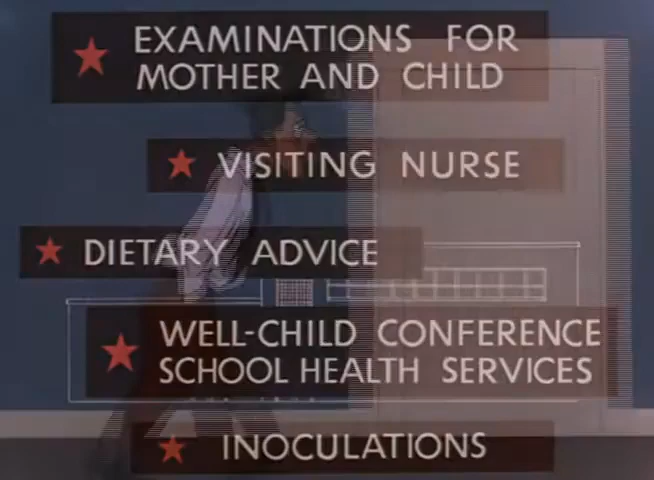 EXAMINATIONS FOR
MOTHER AND CHILD
VISITING NURSE
DIETARY ADVICE
WELL-CHILD CONFERENCE
SCHOOL HEALTH SERVICES
INOCULATIONS